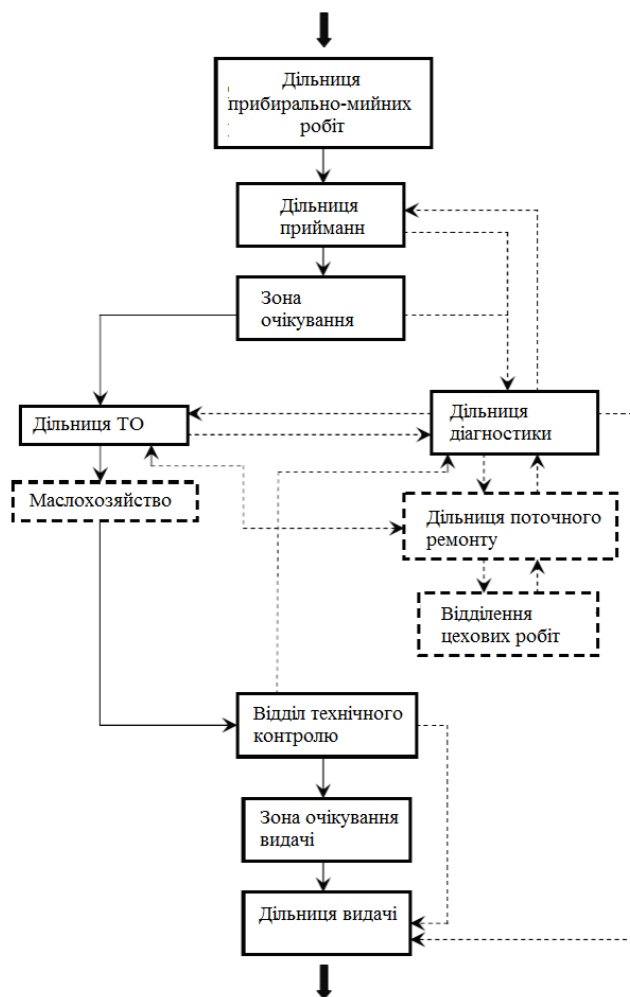 Дільниця
прибирально-мийних
робіт
Дільниця
прийманн
Зона
очікування
Дільниця ТО
Дільниця
діагностики
Маслохозяйство
Дільниця поточного
ремонту
Відділення
цехових робіт
Відділ технічного
контролю
Зона очікування
видачі
Дільниця видачі